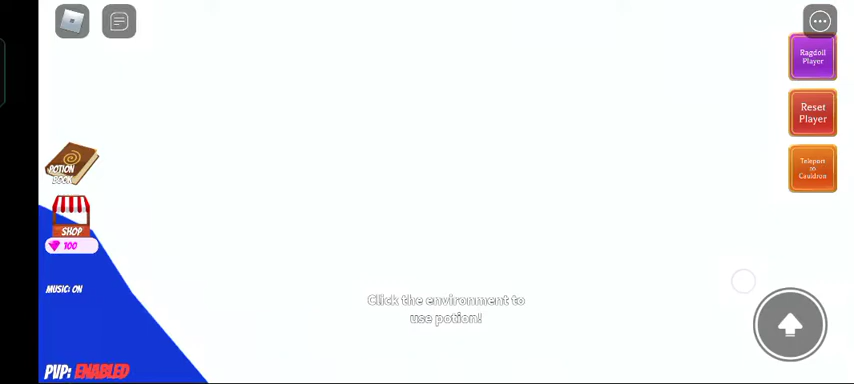 Ragdoll
Player
Reset
Player
Teleport
to
Cauldron
POTION
BOOK
SHOP
100
MUSIC: ON
Click the environment to
use potion!
PVP: ENABLED